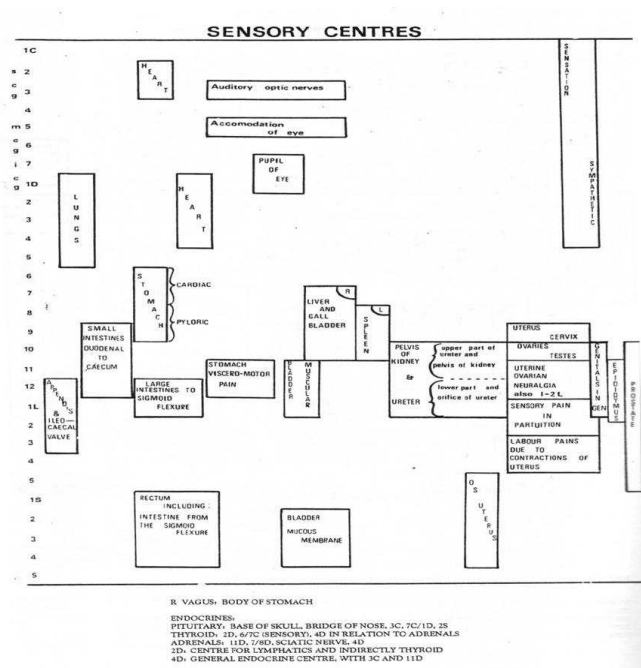 SENSORY CENTRES
1C
2
3
4
5
6
7
1D
2
3
4
5
6
7
8
9
10
11
12
1L
2
3
4
5
1S
2
3
4
5
s
c
g
m
c
g
i
c
g
HEART
Auditory optic nerves
Accomodation
of eye
PUPIL
OF
EYE
SENSATION
SYMPATHETIC
LUNGS
HEART
STOMACH
CARDIAC
PYLORIC
R
LIVER
AND
GALL
BLADDER
L
SPLEEN
SMALL
INTESTINES
DUODENAL
TO
CAECUM
STOMACH
VISCERO-MOTOR
PAIN
BLADDER
MUSCULAR
PELVIS
OF
KIDNEY
&
URETER
upper part of
ureter and
pelvis of kidney
lower part and
orifice of ureter
UTERUS
CERVIX
OVARIES
TESTES
UTERINE
OVARIAN
NEURALGIA
also 1-2L
SENSORY PAIN
IN
PARTUITION
LABOUR PAINS
DUE TO
CONTRACTIONS OF
UTERUS
GENITALS IN
GEN
EPIDIDYMUS
PROSTATE
& 
ILEO-
CAECAL
VALVE
LARGE
INTESTINES TO
SIGMOID
FLEXURE
RECTUM
INCLUDING
INTESTINE FROM
THE SIGMOID
FLEXURE
BLADDER
MUCOUS
MEMBRANE
OS UTERUS
R VAGUS: BODY OF STOMACH
ENDOCRINES:
PITUITARY: BASE OF SKULL, BRIDGE OF NOSE, 3C, 7C/1D, 2S
THYROID: 2D, 6/7C (SENSORY), 4D IN RELATION TO ADRENALS
ADRENALS: 11D, 7/8D, SCIATIC NERVE, 4D
2D: CENTRE FOR LYMPHATICS AND INDIRECTLY THYROID
4D: GENERAL ENDOCRINE CENTRE, WITH 3C AND 11D